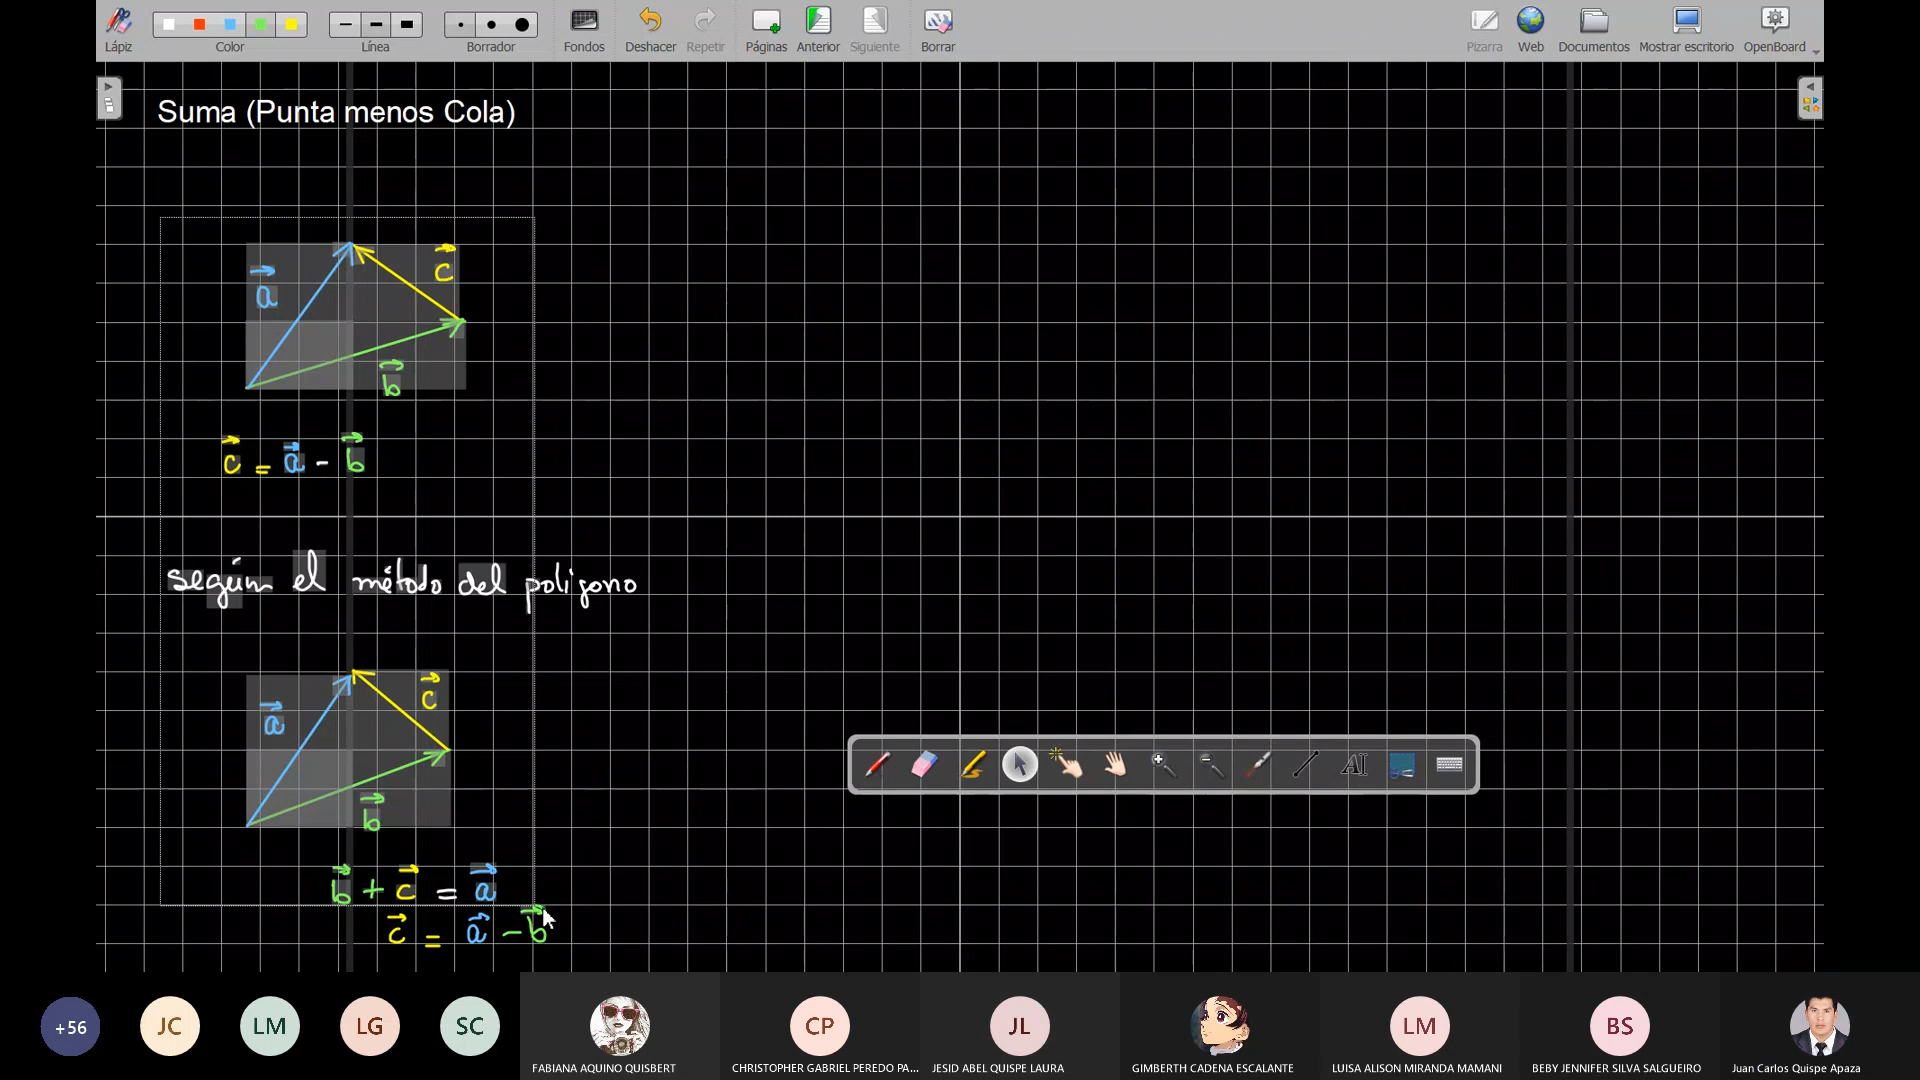 Lápiz Color Línea Borrador Fondos Deshacer Repetir Páginas Anterior Siguiente Borrar Pizarra Web Documentos Mostrar escritorio OpenBoard
Suma (Punta menos Cola)
a⃗ c⃗
b⃗
c⃗ = a⃗ - b⃗
según el método del polígono
a⃗ c⃗
b⃗
b⃗ + c⃗ = a⃗
c⃗ = a⃗ - b⃗
AI
+56 JC LM LG SC CP JL LM BS
FABIANA AQUINO QUISBERT CHRISTOPHER GABRIEL PEREDO PA... JESID ABEL QUISPE LAURA GIMBERTH CADENA ESCALANTE LUISA ALISON MIRANDA MAMANI BEBY JENNIFER SILVA SALGUEIRO Juan Carlos Quispe Apaza